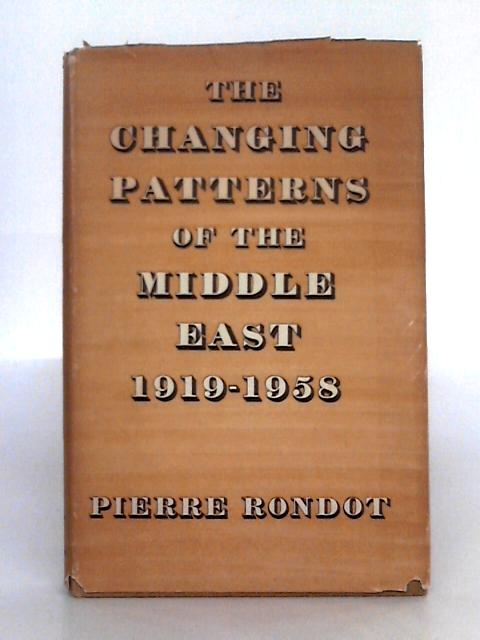 THE
CHANGING
PATTERNS
OF THE
MIDDLE
EAST
1919-1958
PIERRE RONDOT